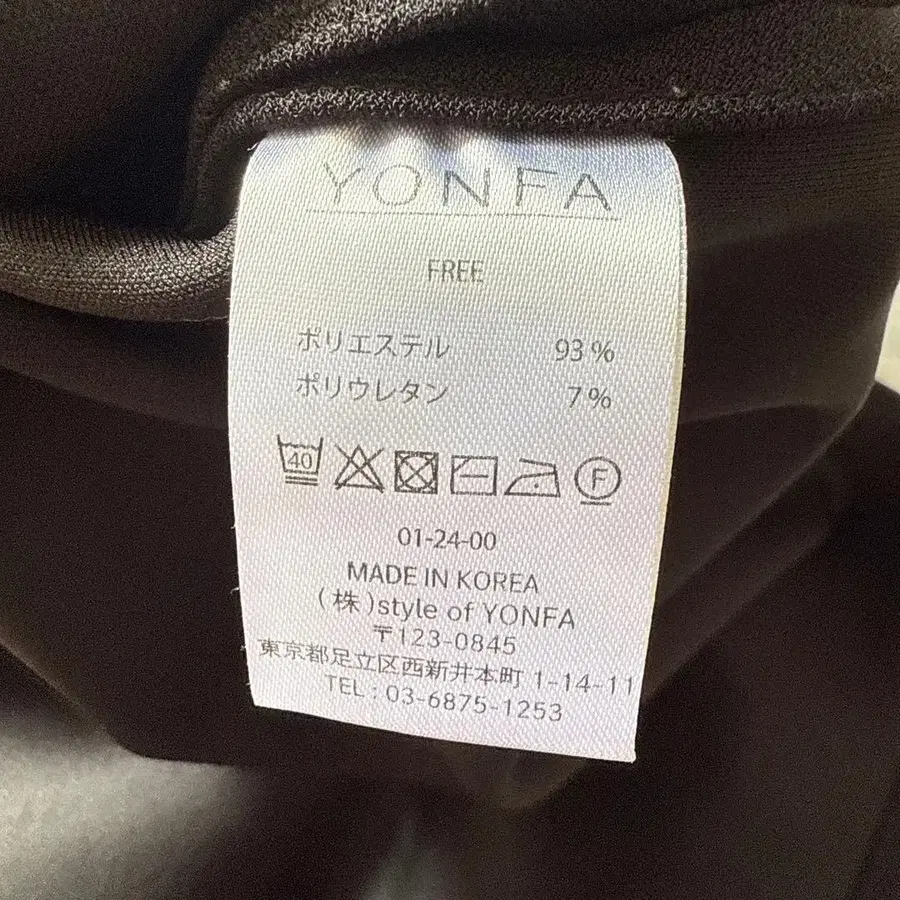 YONFA
FREE
ポリエステル 93%
ポリウレタン 7%
40 F
01-24-00
MADE IN KOREA
(株)style of YONFA
〒123-0845
東京都足立区西新井本町 1-14-11
TEL : 03-6875-1253